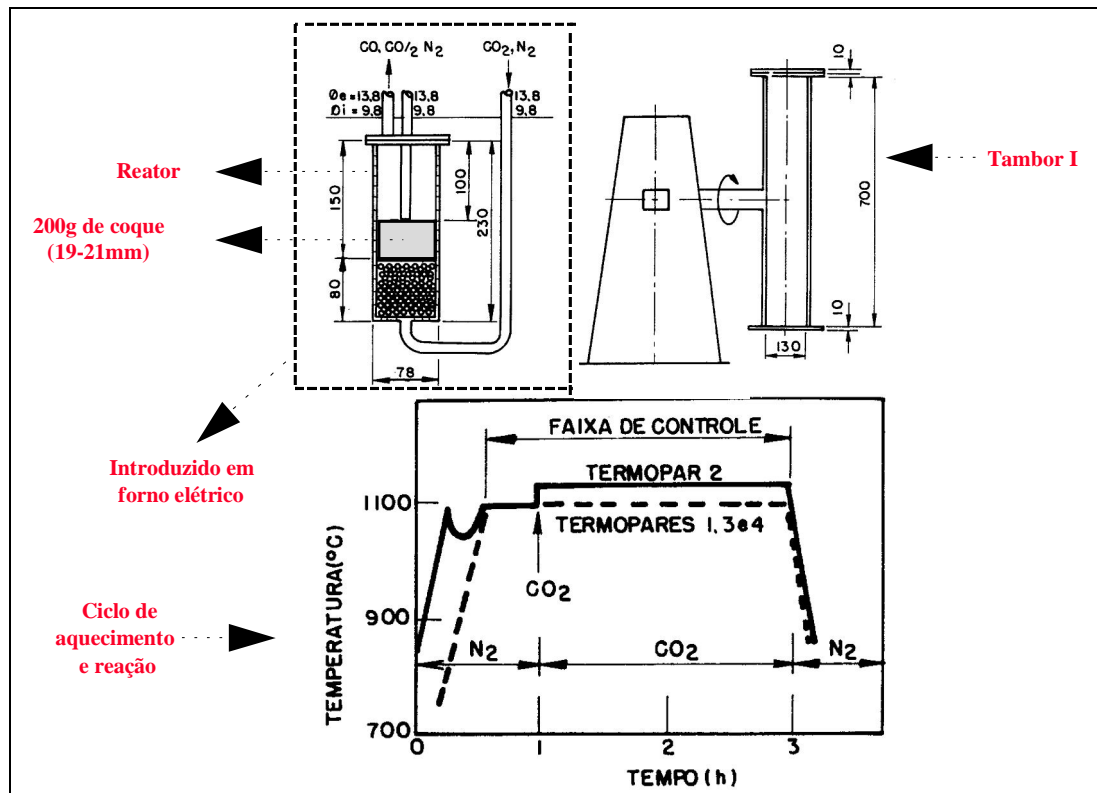 CO, CO/2 N2
CO2, N2
Øe=13,8
Øi=9,8
13,8
9,8
13,8
9,8
Reator
150
100
230
200g de coque
(19-21mm)
80
78
10
700
Tambor I
10
130
Introduzido em
forno elétrico
FAIXA DE CONTROLE
TERMOPAR 2
TERMOPARES 1,3e4
CO2
N2
CO2
N2
Ciclo de
aquecimento
e reação
TEMPERATURA(ºC)
1100
900
700
0
1
2
3
TEMPO (h)